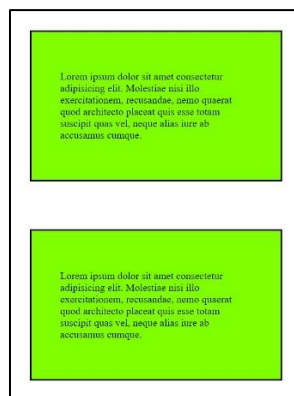 Lorem ipsum dolor sit amet consectetur
adipisicing elit. Molestiae nisi illo
exercitationem, recusandae, nemo quaerat
quod architecto placeat quis esse totam
suscipit quas vel, neque alias iure ab
accusamus cumque.
Lorem ipsum dolor sit amet consectetur
adipisicing elit. Molestiae nisi illo
exercitationem, recusandae, nemo quaerat
quod architecto placeat quis esse totam
suscipit quas vel, neque alias iure ab
accusamus cumque.